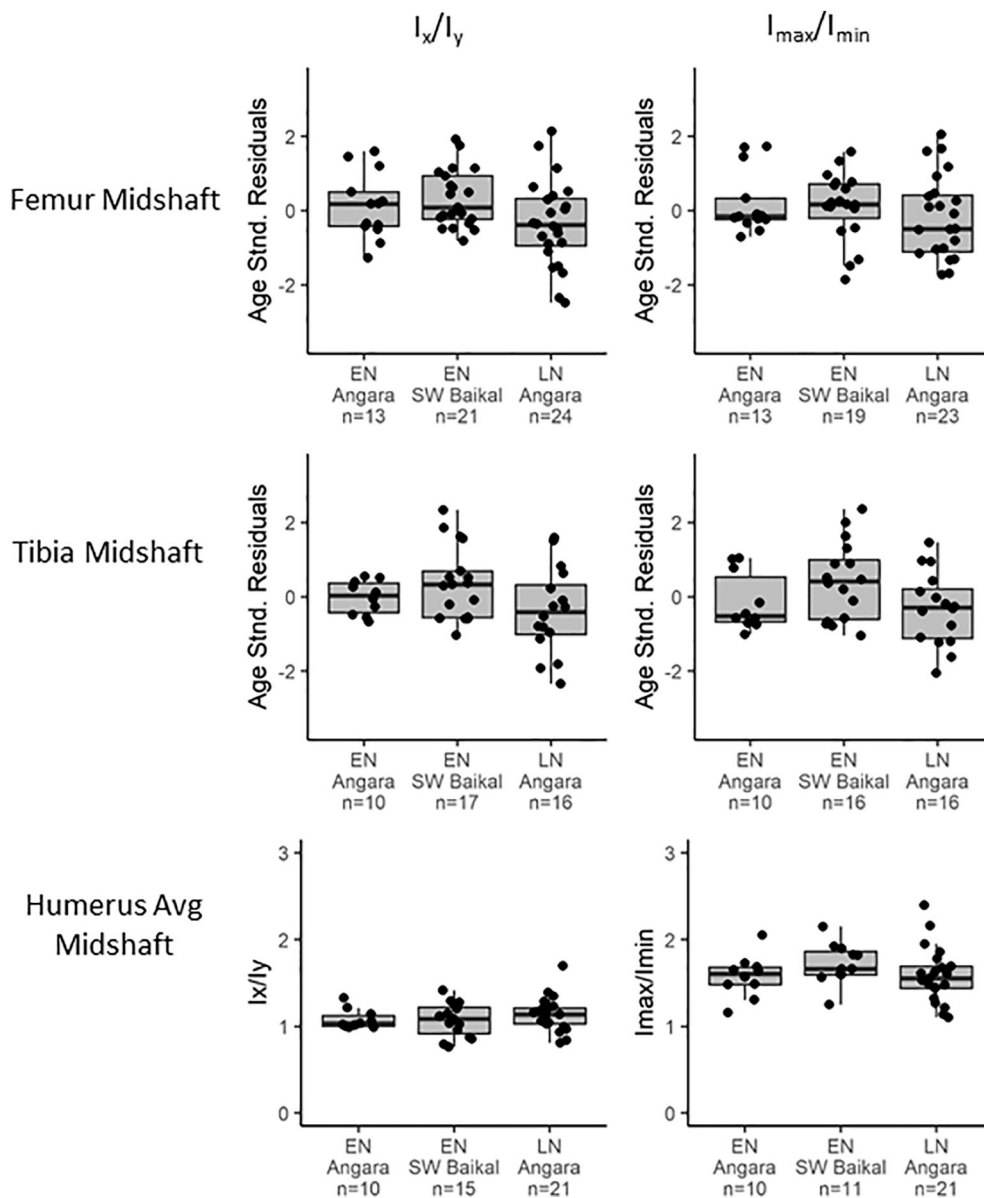 Ix/Iy
Imax/Imin
Femur Midshaft
Age Stnd. Residuals
2
0
-2
EN
Angara
n=13
EN
SW Baikal
n=21
LN
Angara
n=24
Age Stnd. Residuals
2
0
-2
EN
Angara
n=13
EN
SW Baikal
n=19
LN
Angara
n=23
Tibia Midshaft
Age Stnd. Residuals
2
0
-2
EN
Angara
n=10
EN
SW Baikal
n=17
LN
Angara
n=16
Age Stnd. Residuals
2
0
-2
EN
Angara
n=10
EN
SW Baikal
n=16
LN
Angara
n=16
Humerus Avg
Midshaft
Ix/Iy
3
2
1
0
EN
Angara
n=10
EN
SW Baikal
n=15
LN
Angara
n=21
Imax/Imin
3
2
1
0
EN
Angara
n=10
EN
SW Baikal
n=11
LN
Angara
n=21